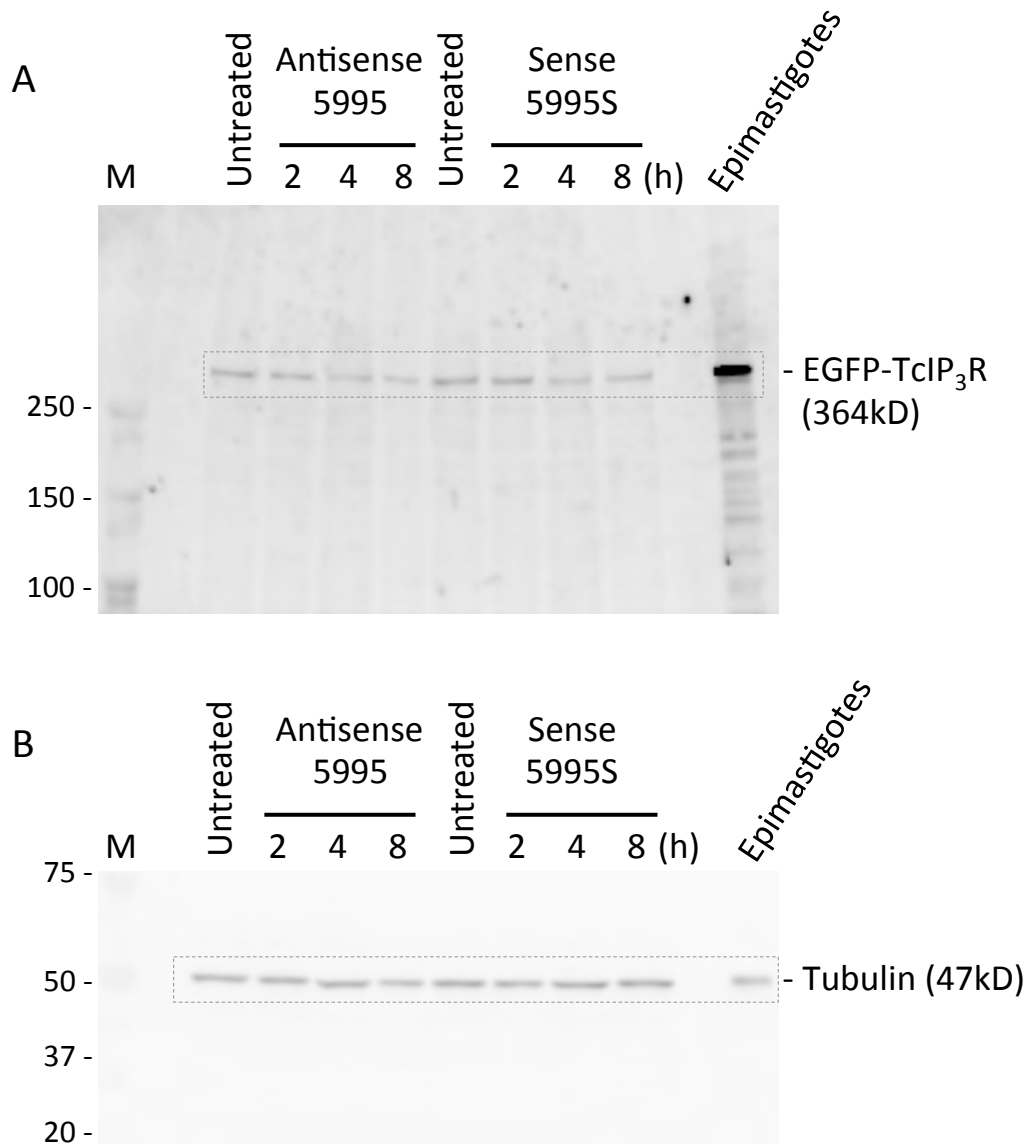 A
Untreated
Antisense
5995
Untreated
Sense
5995S
Epimastigotes
M
2 4 8
2 4 8 (h)
- EGFP-TcIP₃R
(364kD)
250 -
150 -
100 -
B
Untreated
Antisense
5995
Untreated
Sense
5995S
Epimastigotes
M
2 4 8
2 4 8 (h)
75 -
50 -
- Tubulin (47kD)
37 -
20 -